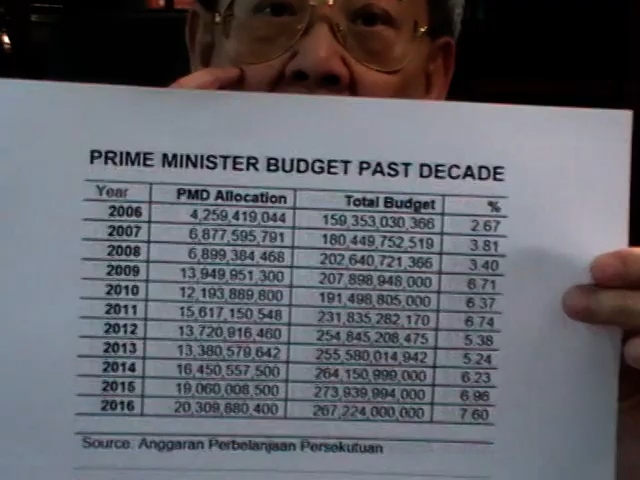 PRIME MINISTER BUDGET PAST DECADE
Year PMD Allocation Total Budget %
2006 4,259,419,044 159,353,030,366 2.67
2007 6,877,595,791 180,449,752,519 3.81
2008 6,899,384,468 202,640,721,366 3.40
2009 13,949,951,300 207,898,948,000 6.71
2010 12,193,889,800 191,498,805,000 6.37
2011 15,617,150,548 231,835,282,170 6.74
2012 13,720,916,460 254,845,208,475 5.38
2013 13,380,579,642 255,580,014,942 5.24
2014 16,450,557,500 264,150,999,000 6.23
2015 19,060,008,500 273,939,994,000 6.96
2016 20,309,880,400 267,224,000,000 7.60
Source: Anggaran Perbelanjaan Persekutuan